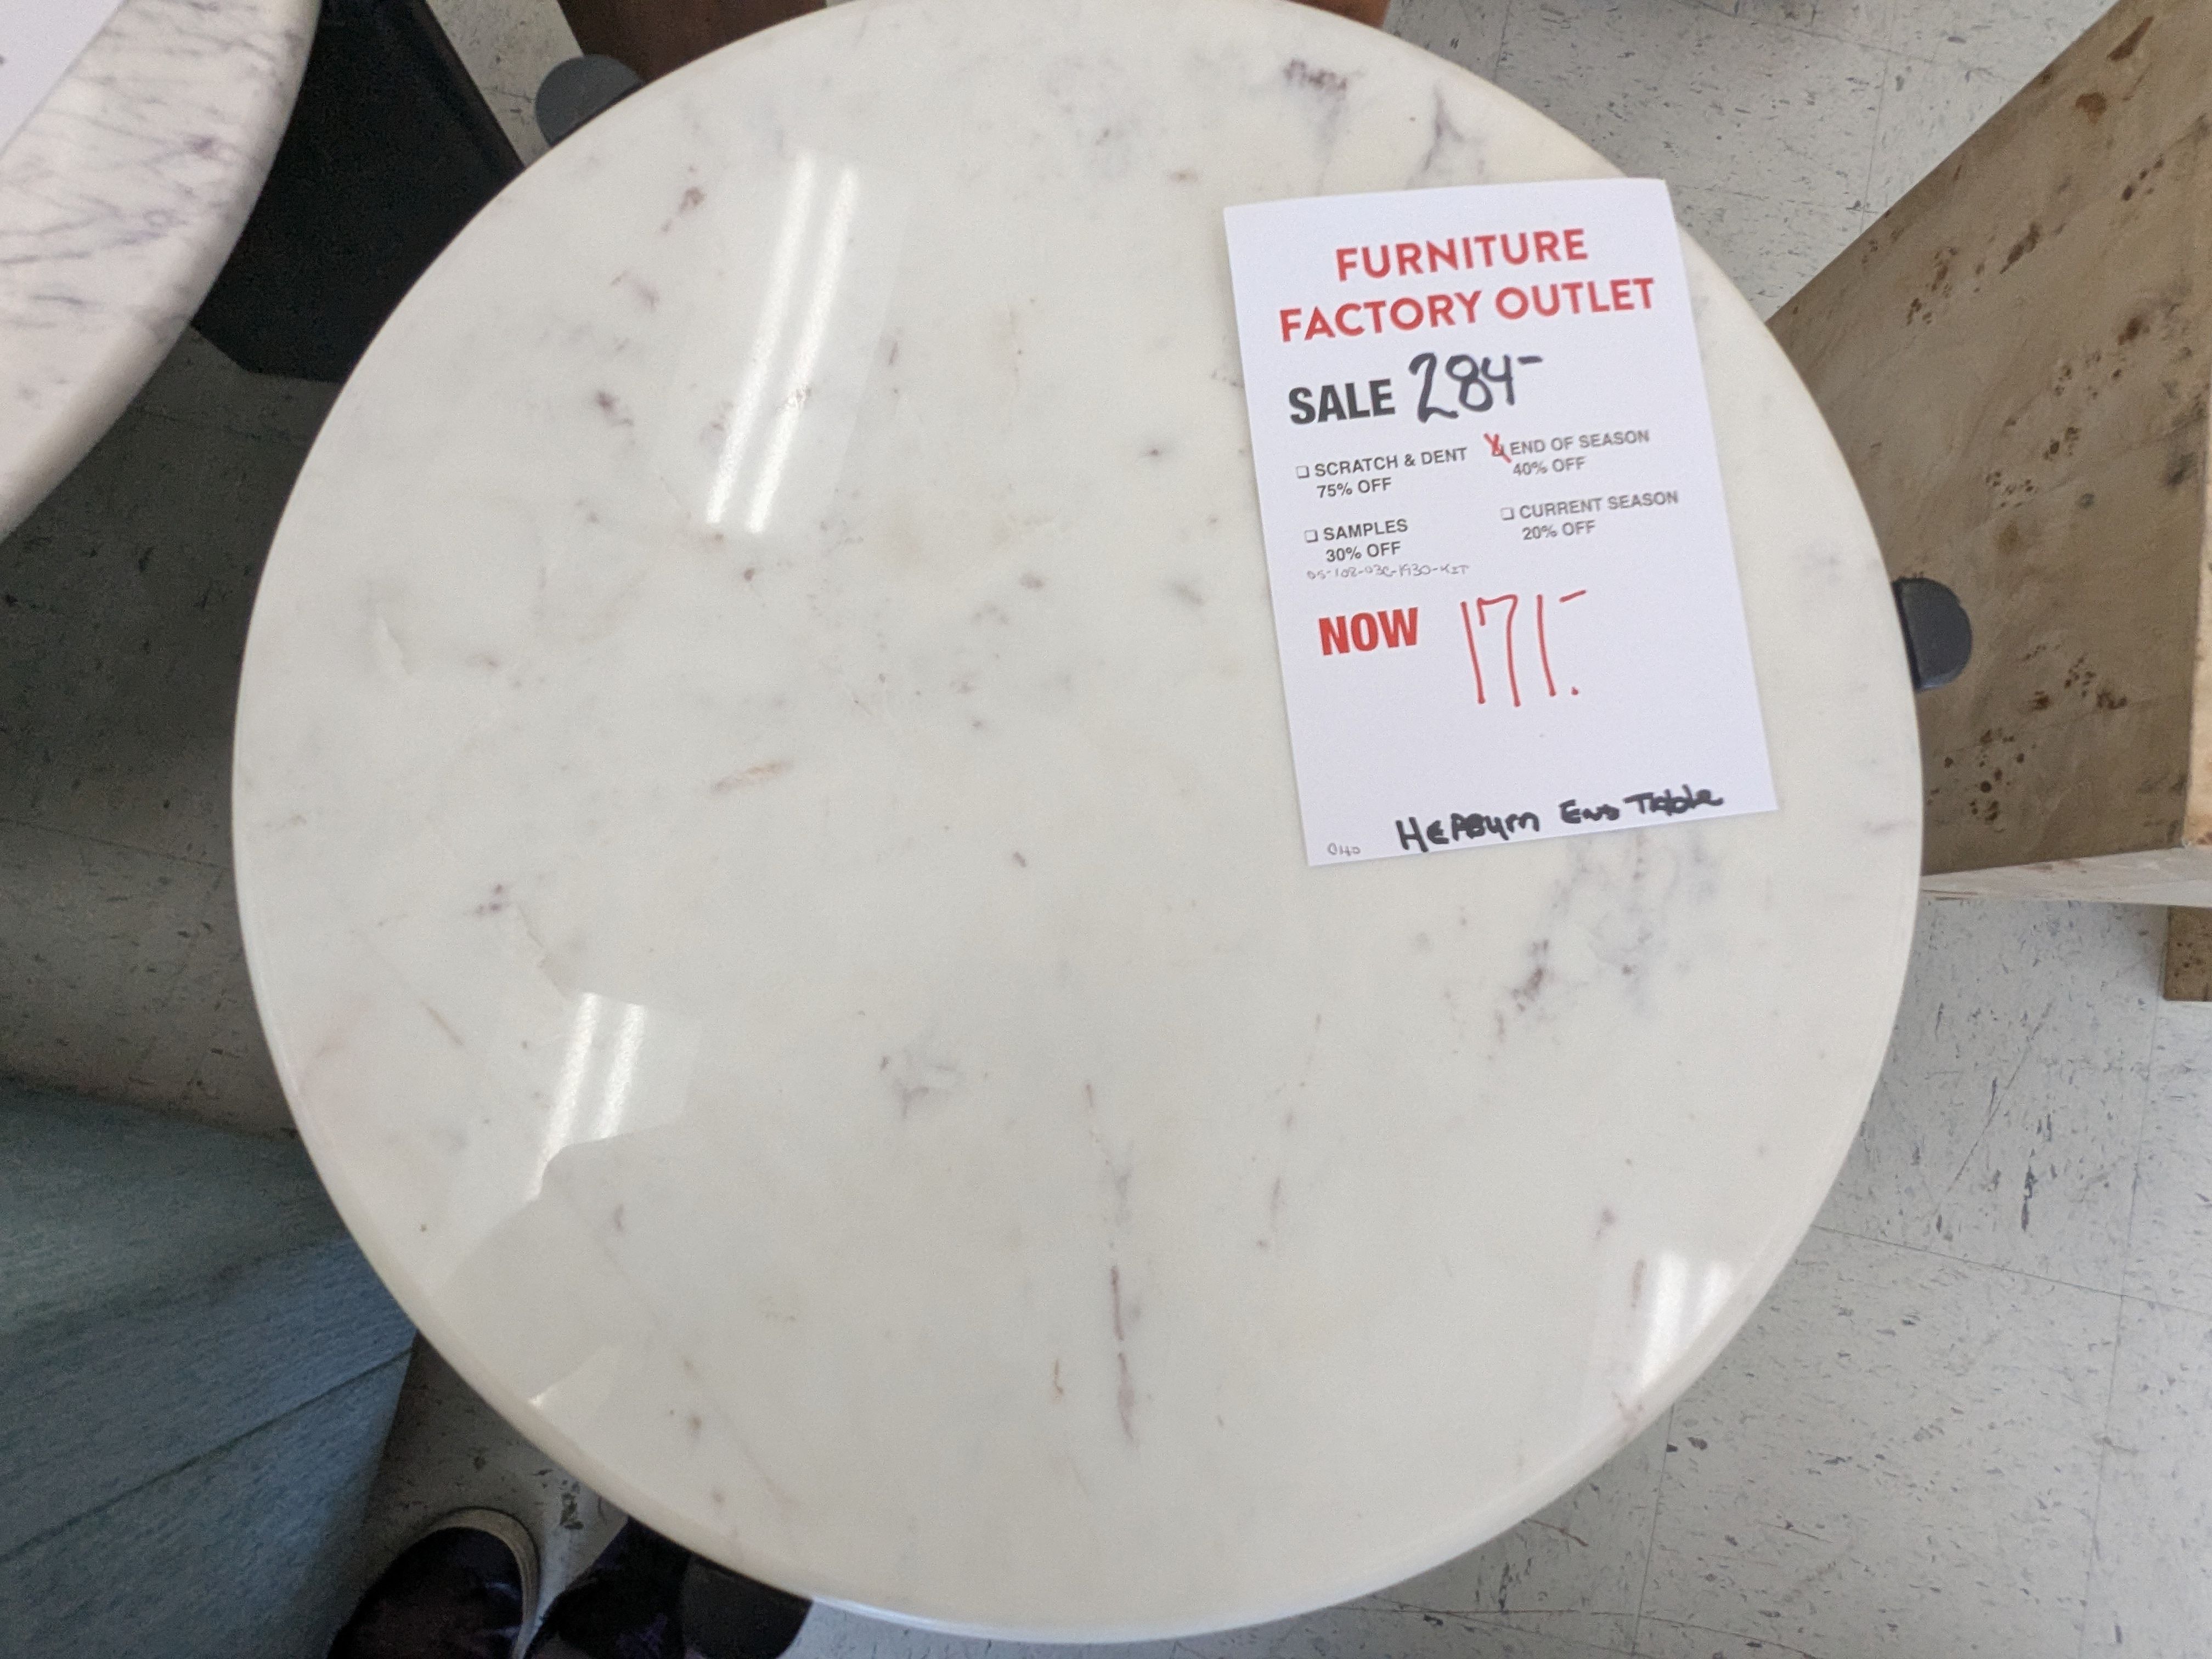 FURNITURE
FACTORY OUTLET
SALE 284-
SCRATCH & DENT
75% OFF
END OF SEASON
40% OFF
SAMPLES
30% OFF
CURRENT SEASON
20% OFF
NOW 171.-
HEPBURN END TABLE